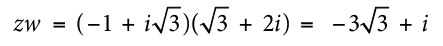 zw = (−1 + i√3)(√3 + 2i) = −3√3 + i